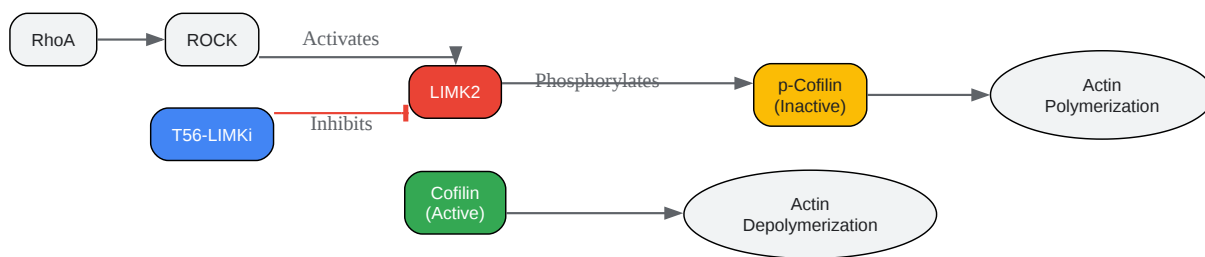 RhoA
ROCK
Activates
LIMK2
Phosphorylates
p-Cofilin
(Inactive)
Actin
Polymerization
T56-LIMKi
Inhibits
Cofilin
(Active)
Actin
Depolymerization